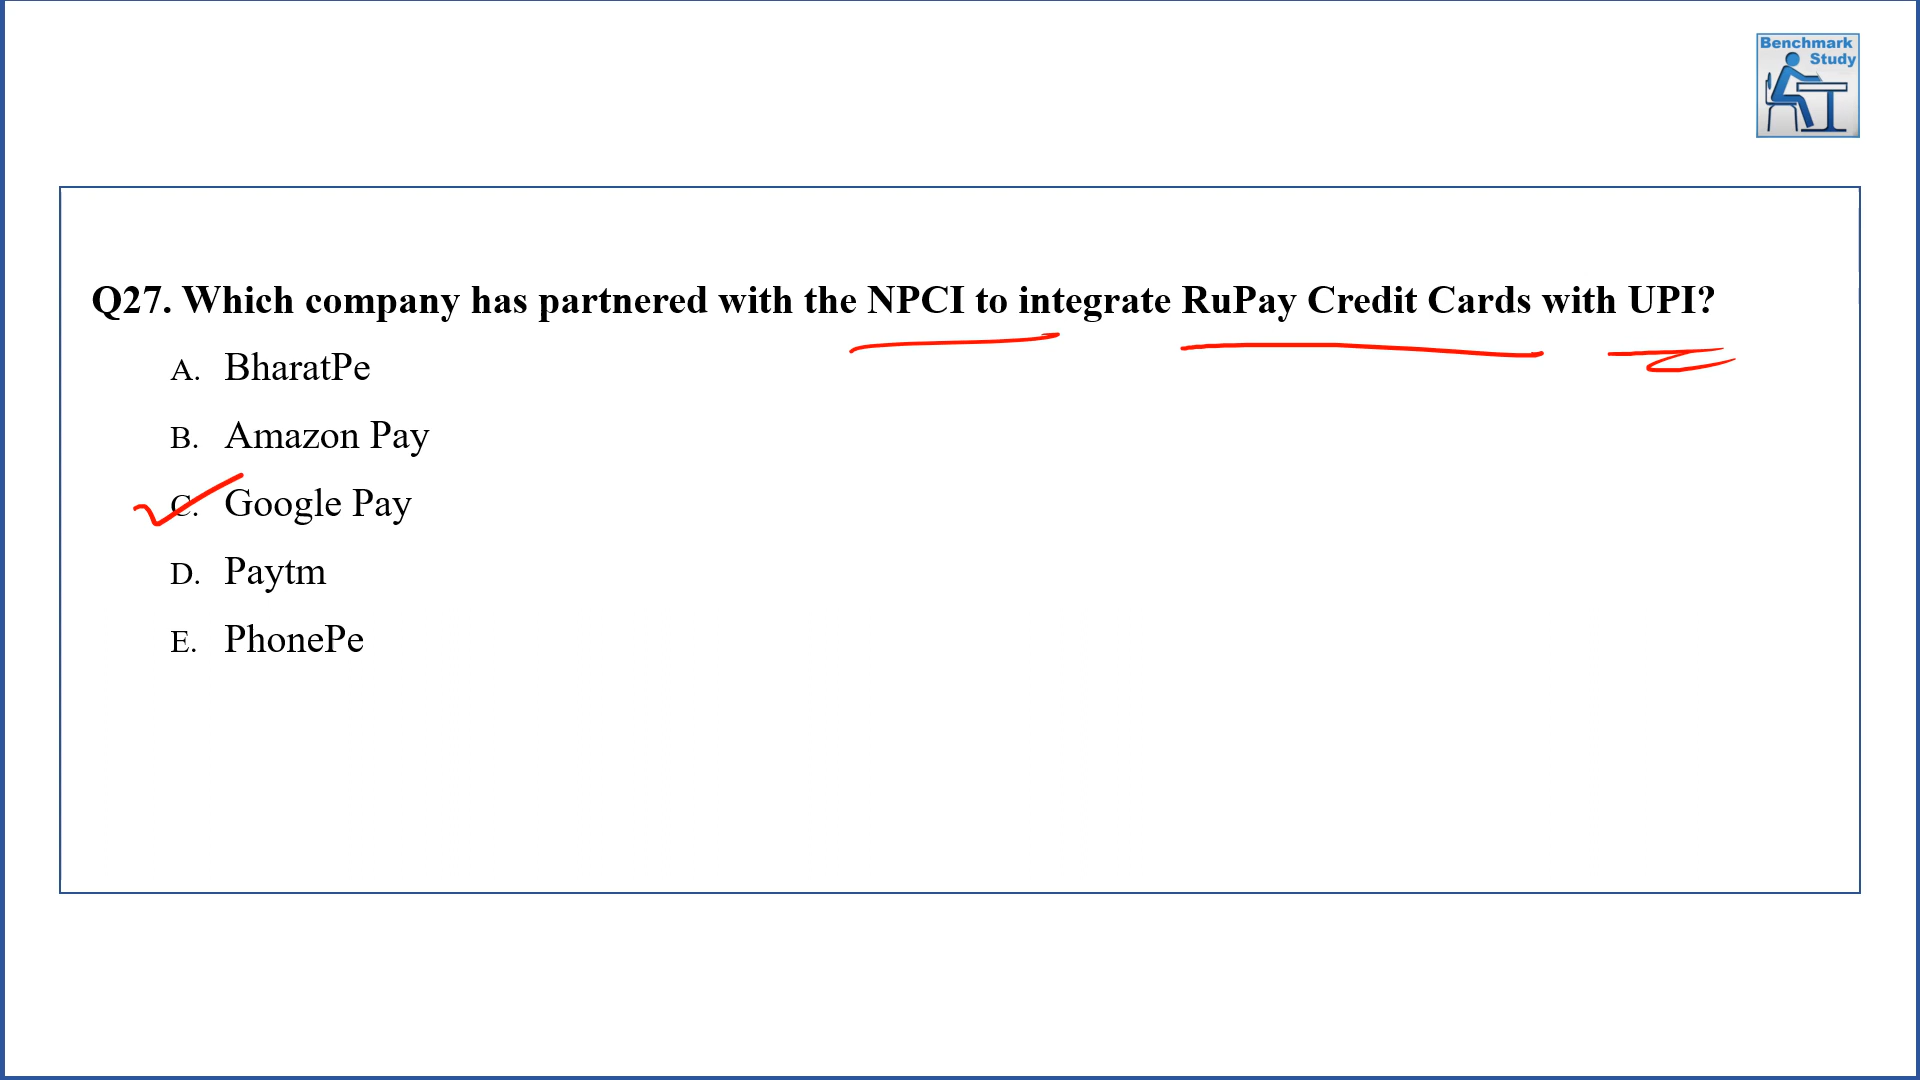 Benchmark
Study
Q27. Which company has partnered with the NPCI to integrate RuPay Credit Cards with UPI?
A. BharatPe
B. Amazon Pay
C. Google Pay
D. Paytm
E. PhonePe